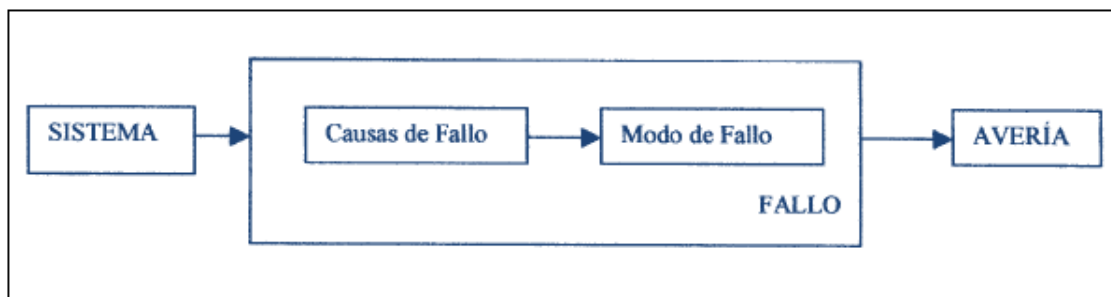 SISTEMA
Causas de Fallo
Modo de Fallo
AVERÍA
FALLO